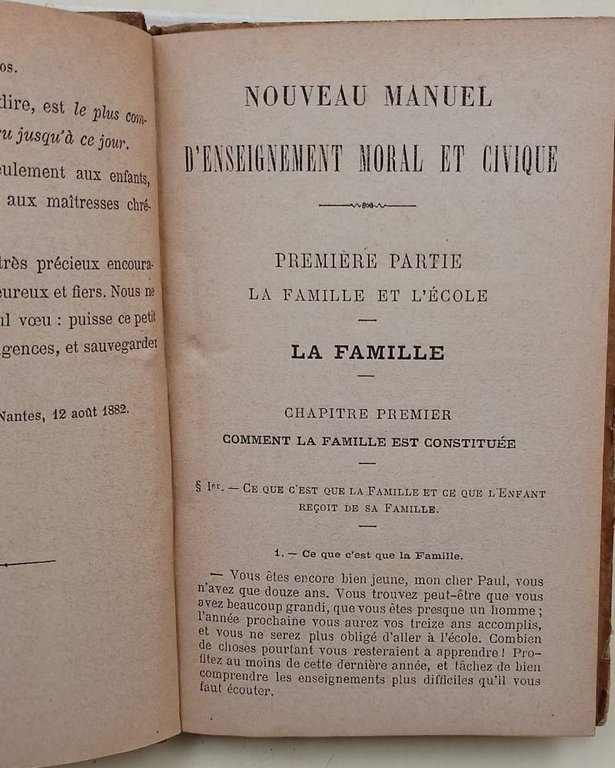 os.
dire, est le plus com-
ru jusqu'à ce jour.
ulement aux enfants,
aux maîtresses chré-
très précieux encoura-
eureux et fiers. Nous ne
ul vœu : puisse ce petit
igences, et sauvegarder
Nantes, 12 août 1882.
NOUVEAU MANUEL
D'ENSEIGNEMENT MORAL ET CIVIQUE
PREMIÈRE PARTIE
LA FAMILLE ET L'ÉCOLE
LA FAMILLE
CHAPITRE PREMIER
COMMENT LA FAMILLE EST CONSTITUÉE
§ 1er. — Ce que c'est que la Famille et ce que l'Enfant
reçoit de sa Famille.
1. — Ce que c'est que la Famille.
— Vous êtes encore bien jeune, mon cher Paul, vous
n'avez que douze ans. Vous trouvez peut-être que vous
avez beaucoup grandi, que vous êtes presque un homme ;
l'année prochaine vous aurez vos treize ans accomplis,
et vous ne serez plus obligé d'aller à l'école. Combien
de choses pourtant vous resteraient à apprendre ! Pro-
fitez au moins de cette dernière année, et tâchez de bien
comprendre les enseignements plus difficiles qu'il vous
faut écouter.